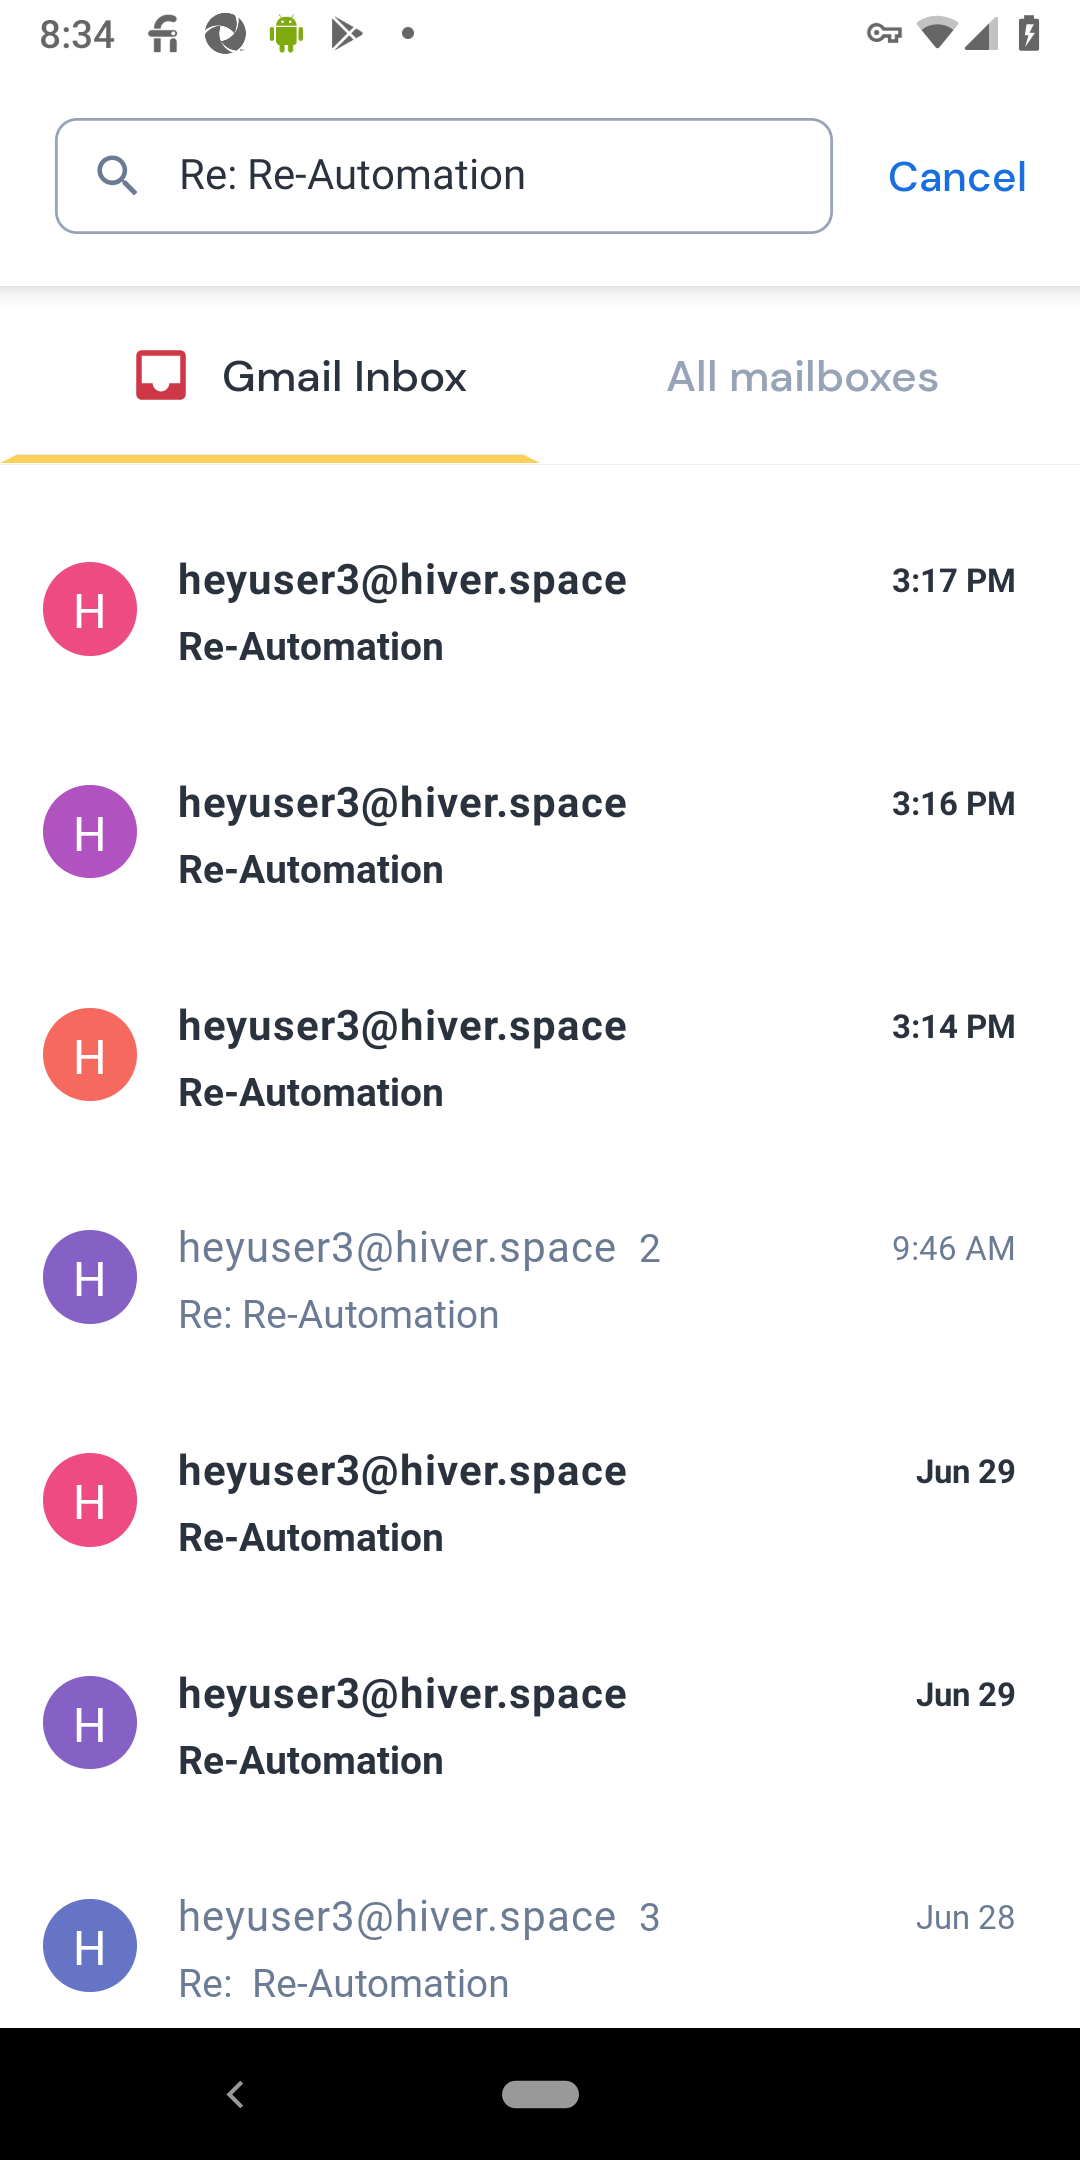 8:34
Re: Re-Automation
Cancel
Gmail Inbox
All mailboxes
H
heyuser3@hiver.space
3:17 PM
Re-Automation
H
heyuser3@hiver.space
3:16 PM
Re-Automation
H
heyuser3@hiver.space
3:14 PM
Re-Automation
H
heyuser3@hiver.space 2
9:46 AM
Re: Re-Automation
H
heyuser3@hiver.space
Jun 29
Re-Automation
H
heyuser3@hiver.space
Jun 29
Re-Automation
H
heyuser3@hiver.space 3
Jun 28
Re:  Re-Automation